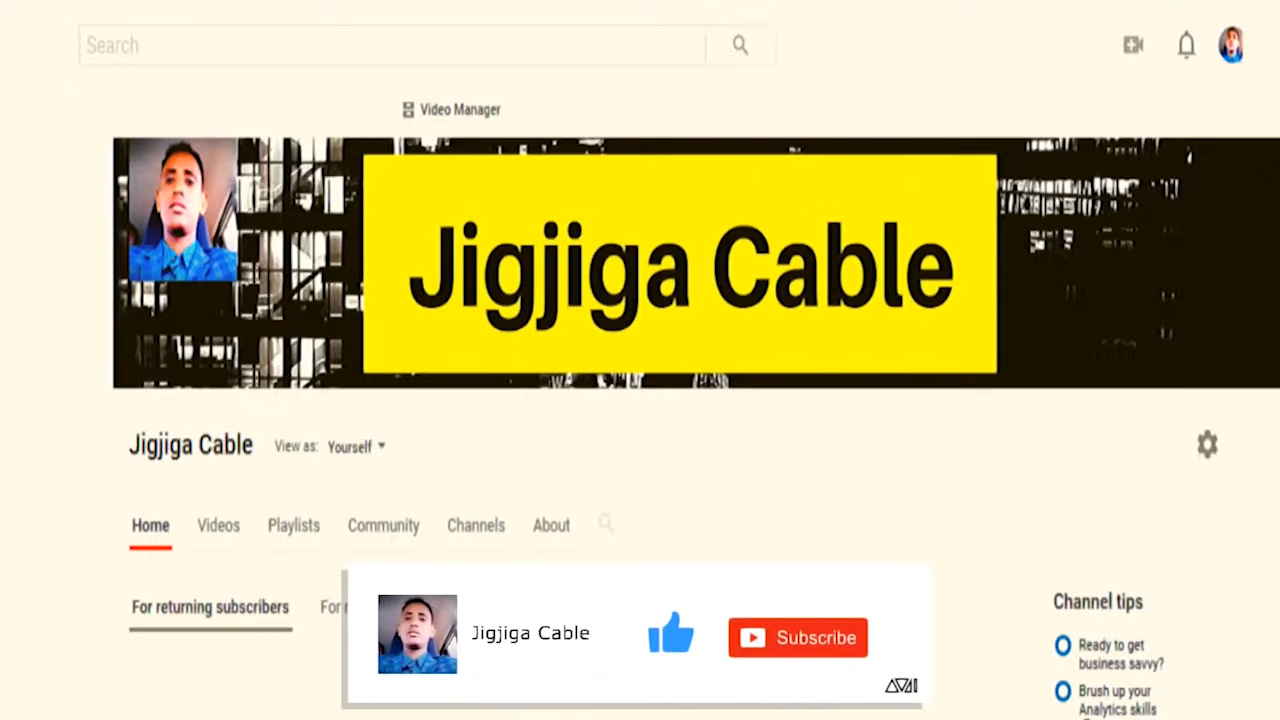 Search
Video Manager
Jigjiga Cable
Jigjiga Cable
View as: Yourself
Home Videos Playlists Community Channels About
For returning subscribers For
Jigjiga Cable
Subscribe
Channel tips
Ready to get
business savvy?
Brush up your
Analytics skills